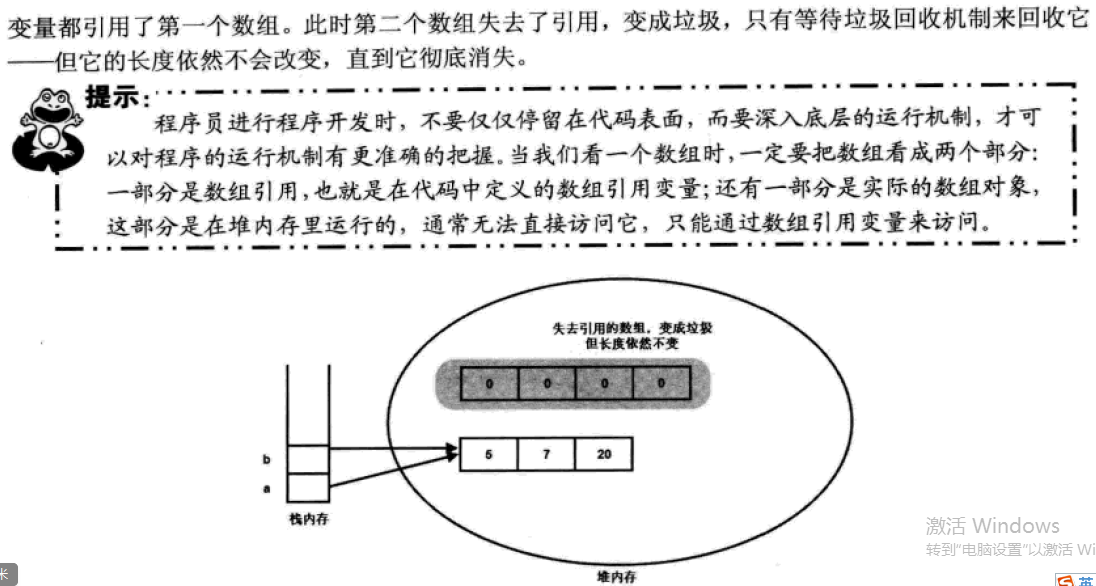 变量都引用了第一个数组。此时第二个数组失去了引用，变成垃圾，只有等待垃圾回收机制来回收它
——但它的长度依然不会改变，直到它彻底消失。
提示：
程序员进行程序开发时，不要仅仅停留在代码表面，而要深入底层的运行机制，才可
以对程序的运行机制有更准确的把握。当我们看一个数组时，一定要把数组看成两个部分：
一部分是数组引用，也就是在代码中定义的数组引用变量；还有一部分是实际的数组对象，
这部分是在堆内存里运行的，通常无法直接访问它，只能通过数组引用变量来访问。
失去引用的数组，变成垃圾
但长度依然不变
0 0 0 0
b
5 7 20
a
栈内存
堆内存
激活 Windows
转到“电脑设置”以激活 Wi
米
英